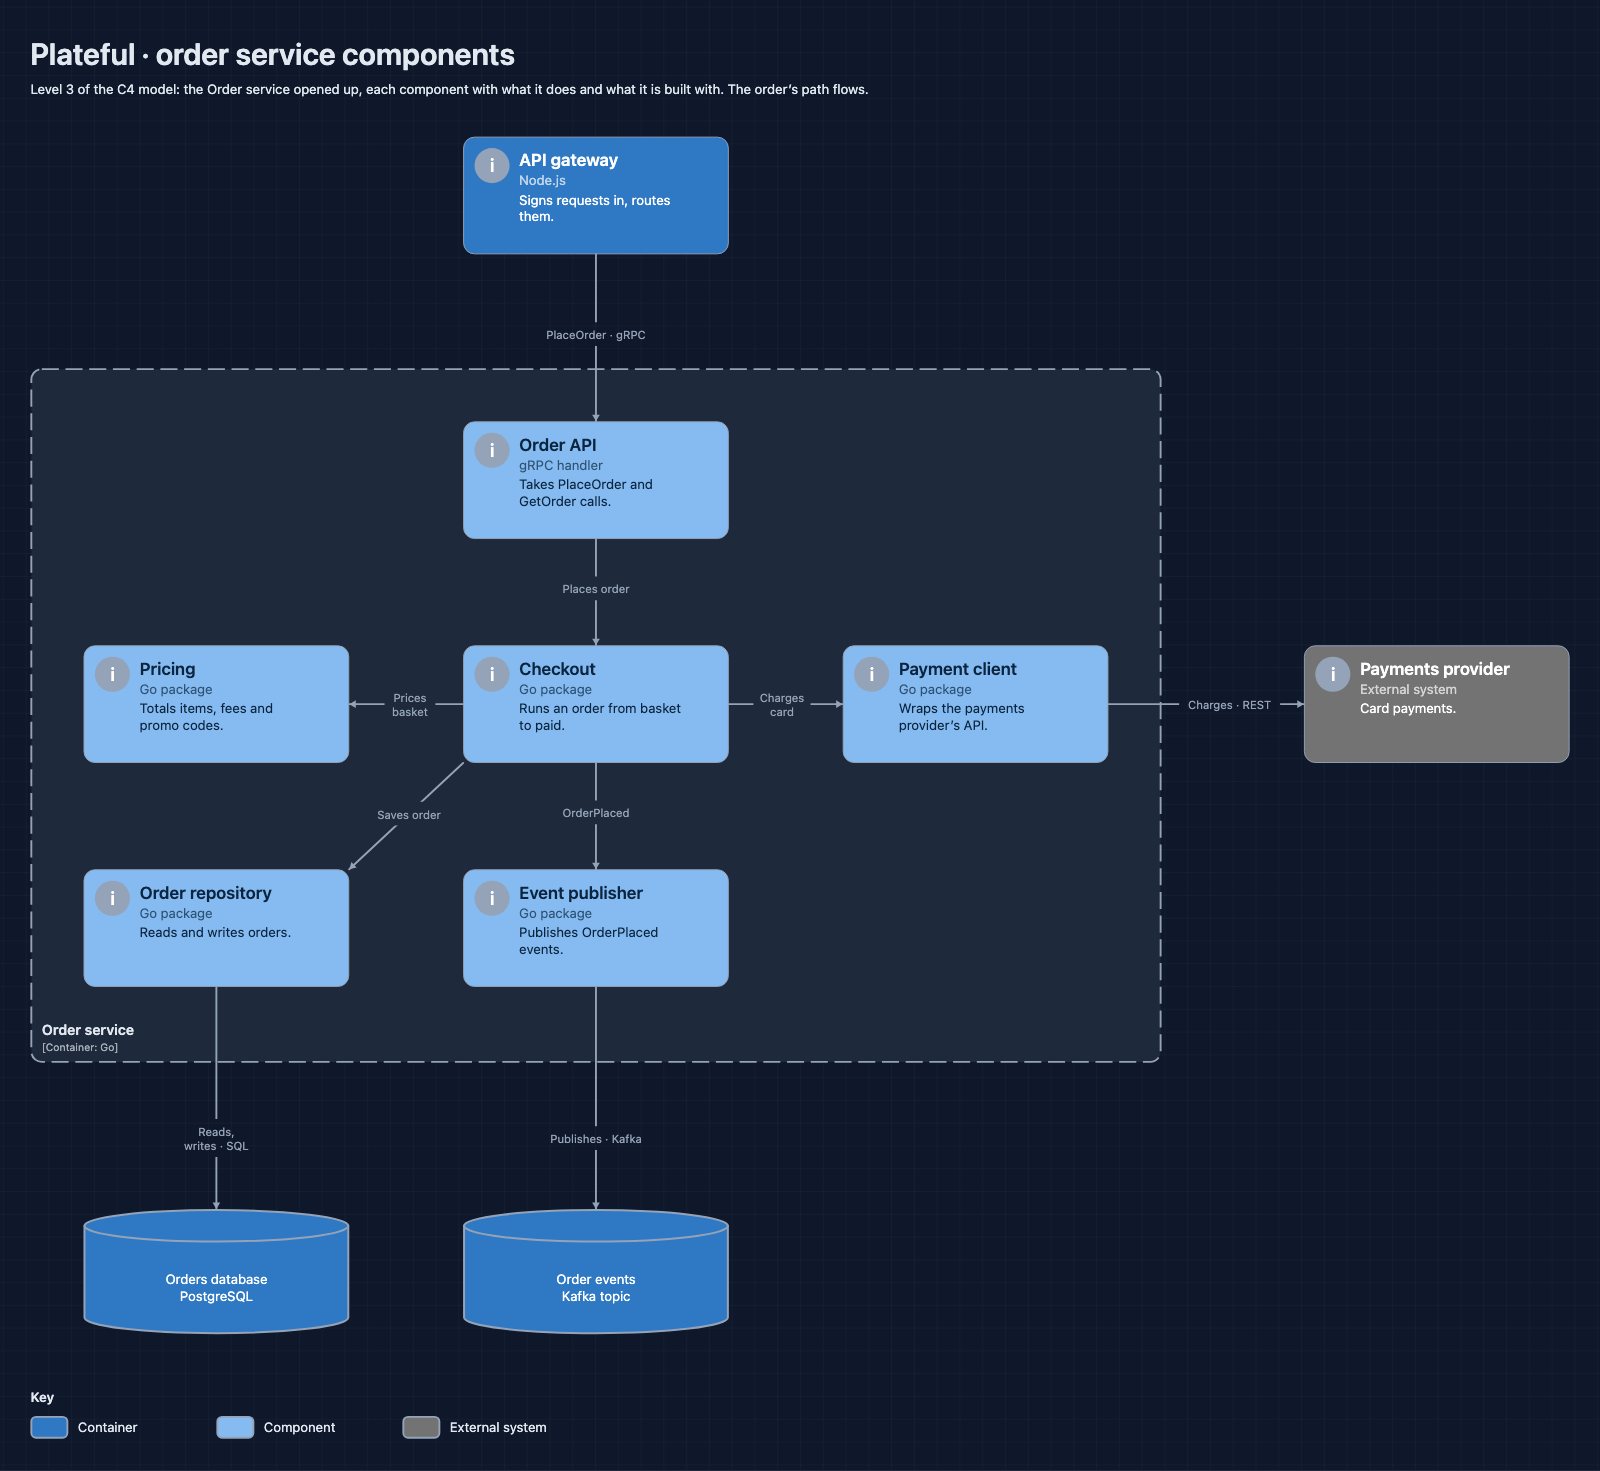 Plateful · order service components
Level 3 of the C4 model: the Order service opened up, each component with what it does and what it is built with. The order's path flows.
i
API gateway
Node.js
Signs requests in, routes
them.
PlaceOrder · gRPC
i
Order API
gRPC handler
Takes PlaceOrder and
GetOrder calls.
Places order
i
Pricing
Go package
Totals items, fees and
promo codes.
Prices
basket
i
Checkout
Go package
Runs an order from basket
to paid.
Charges
card
i
Payment client
Go package
Wraps the payments
provider's API.
Charges · REST
i
Payments provider
External system
Card payments.
Saves order
OrderPlaced
i
Order repository
Go package
Reads and writes orders.
i
Event publisher
Go package
Publishes OrderPlaced
events.
Order service
[Container: Go]
Reads,
writes · SQL
Publishes · Kafka
Orders database
PostgreSQL
Order events
Kafka topic
Key
Container
Component
External system